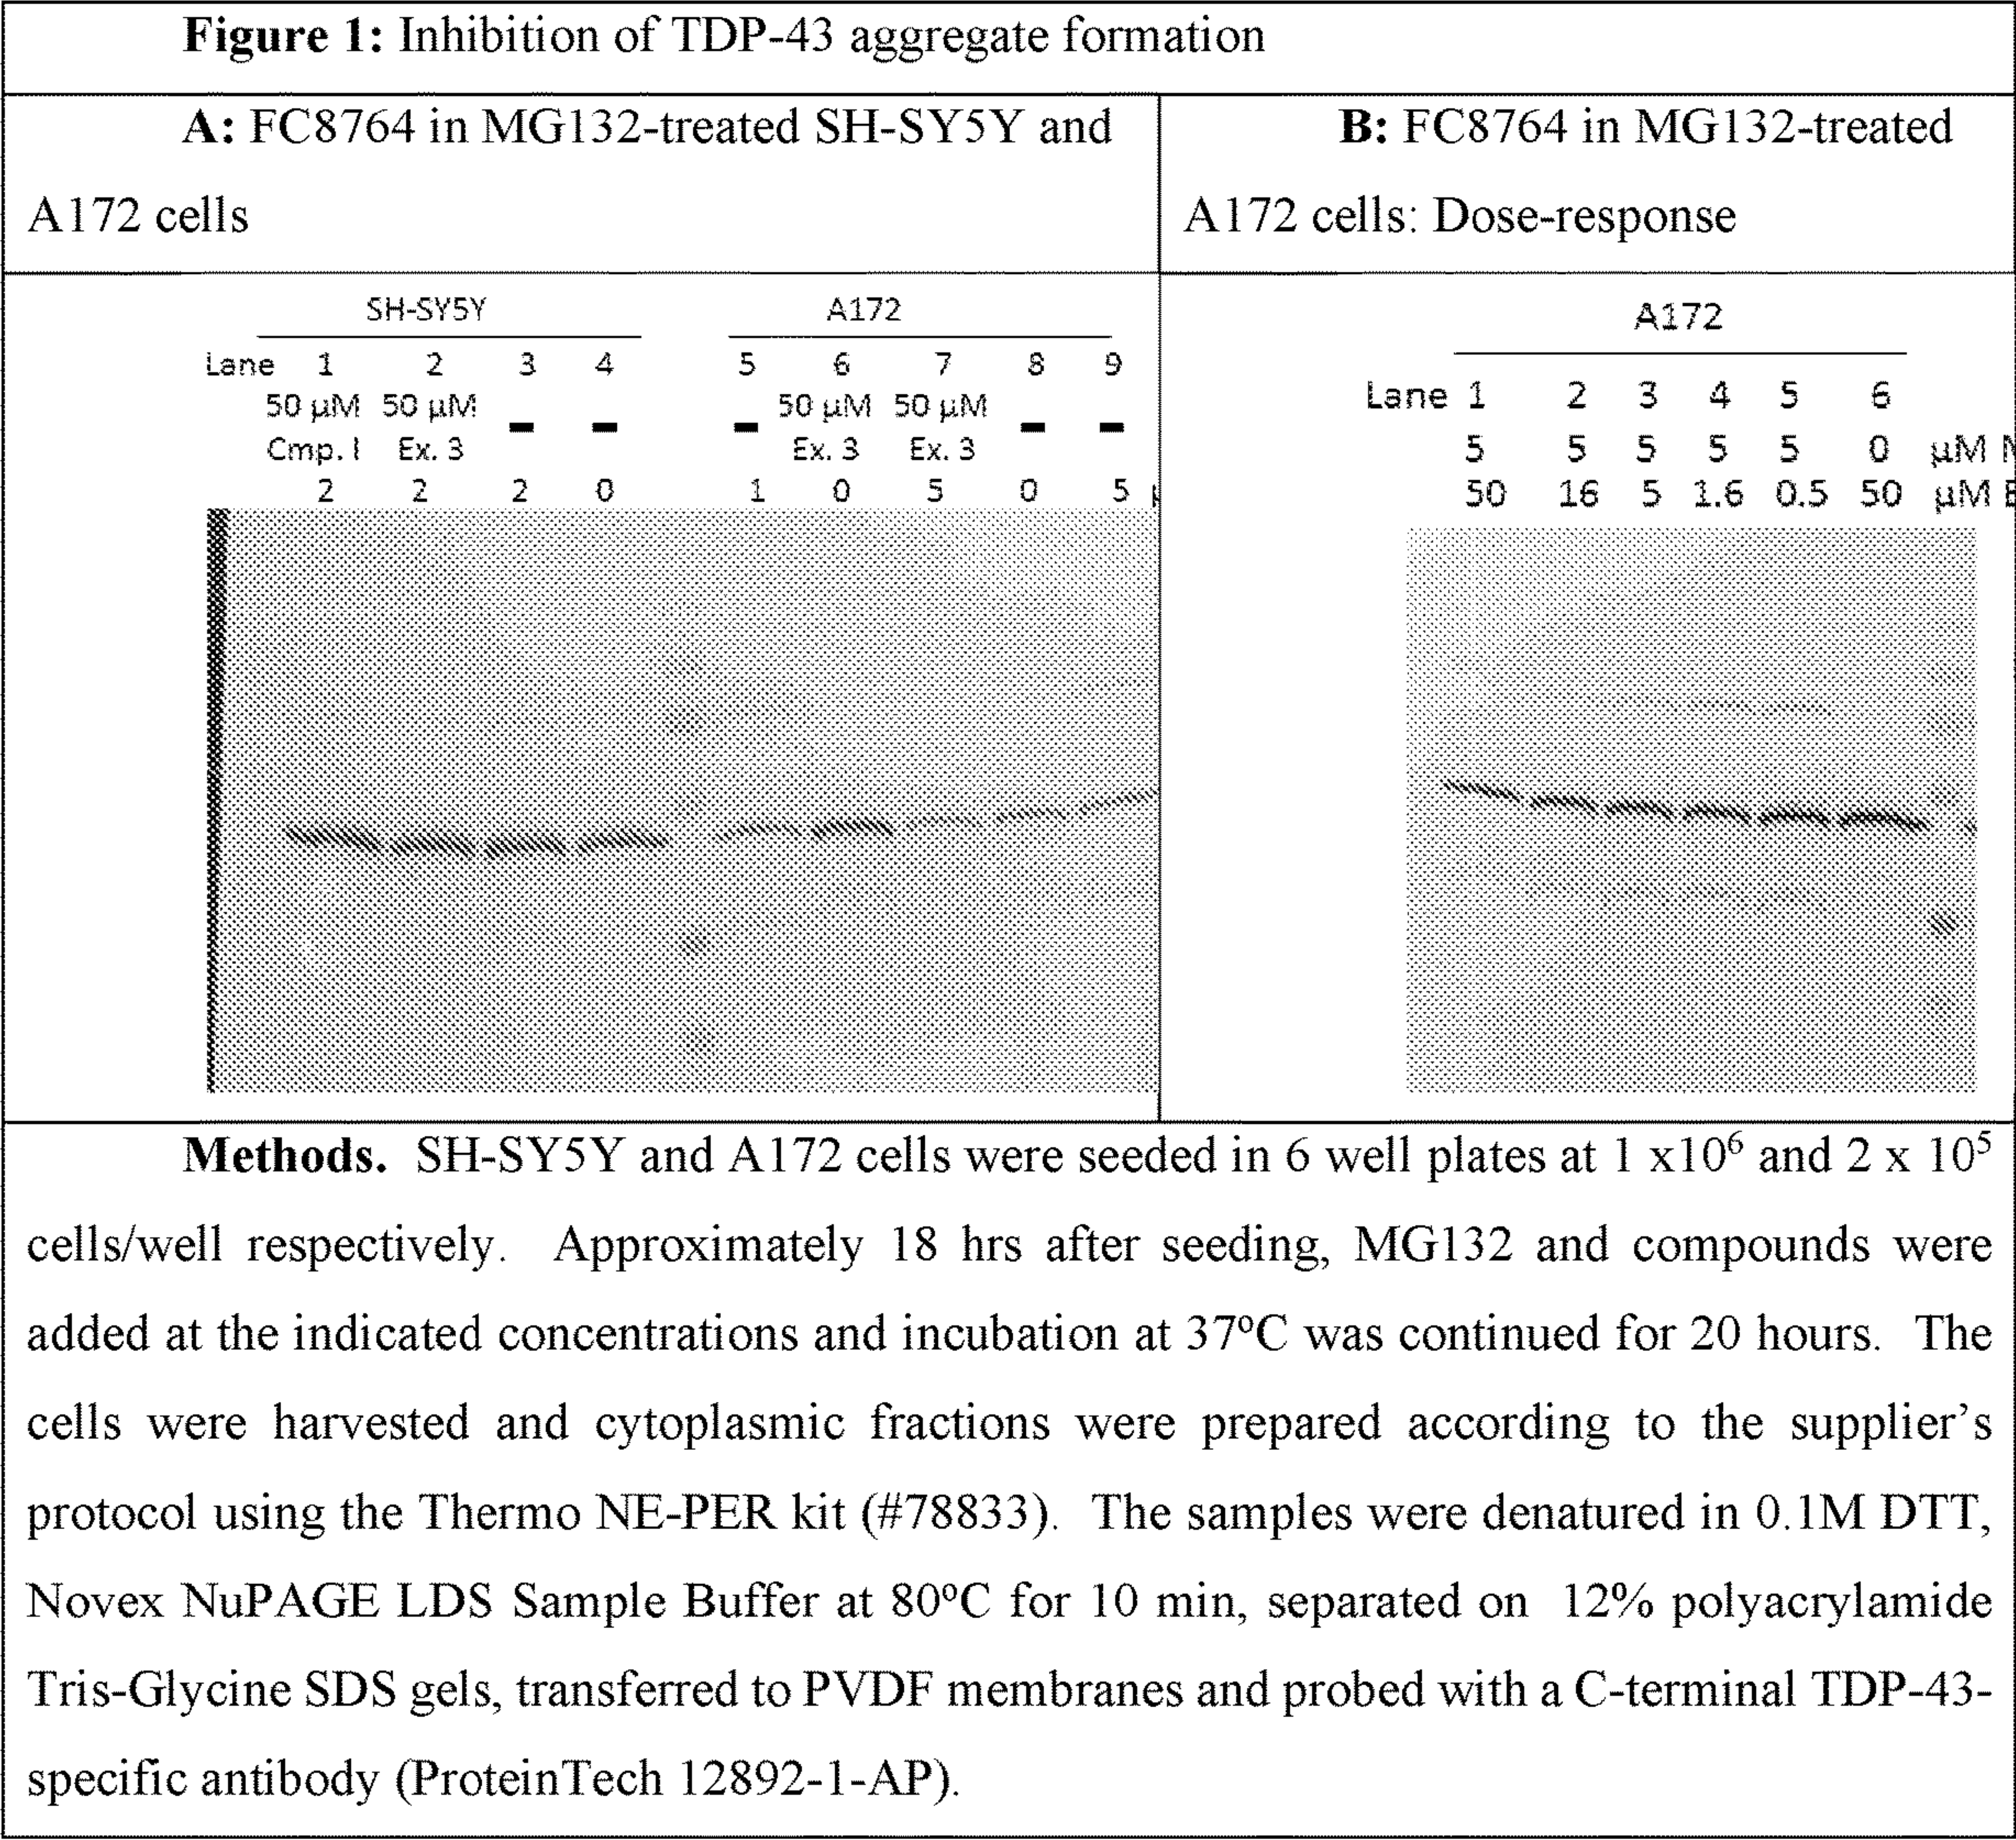 Figure 1: Inhibition of TDP-43 aggregate formation
A: FC8764 in MG132-treated SH-SY5Y and
A172 cells
B: FC8764 in MG132-treated
A172 cells: Dose-response
SH-SY5Y A172
Lane 1 2 3 4 5 6 7 8 9
50 µM 50 µM 50 µM 50 µM
Cmp. I Ex. 3 - - - Ex. 3 Ex. 3 - -
2 2 2 0 1 0 5 0 5
A172
Lane 1 2 3 4 5 6
5 5 5 5 5 0 µM
50 16 5 1.6 0.5 50 µM
Methods. SH-SY5Y and A172 cells were seeded in 6 well plates at 1 x10⁶ and 2 x 10⁵
cells/well respectively. Approximately 18 hrs after seeding, MG132 and compounds were
added at the indicated concentrations and incubation at 37ºC was continued for 20 hours. The
cells were harvested and cytoplasmic fractions were prepared according to the supplier's
protocol using the Thermo NE-PER kit (#78833). The samples were denatured in 0.1M DTT,
Novex NuPAGE LDS Sample Buffer at 80ºC for 10 min, separated on 12% polyacrylamide
Tris-Glycine SDS gels, transferred to PVDF membranes and probed with a C-terminal TDP-43-
specific antibody (ProteinTech 12892-1-AP).